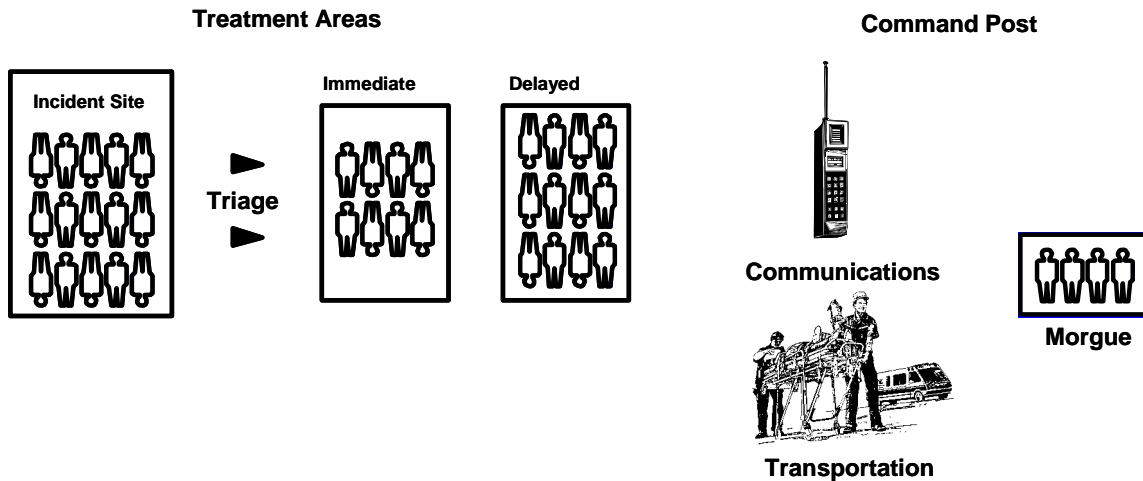 Treatment Areas
Command Post
Incident Site
Immediate
Delayed
Triage
Communications
Morgue
Transportation